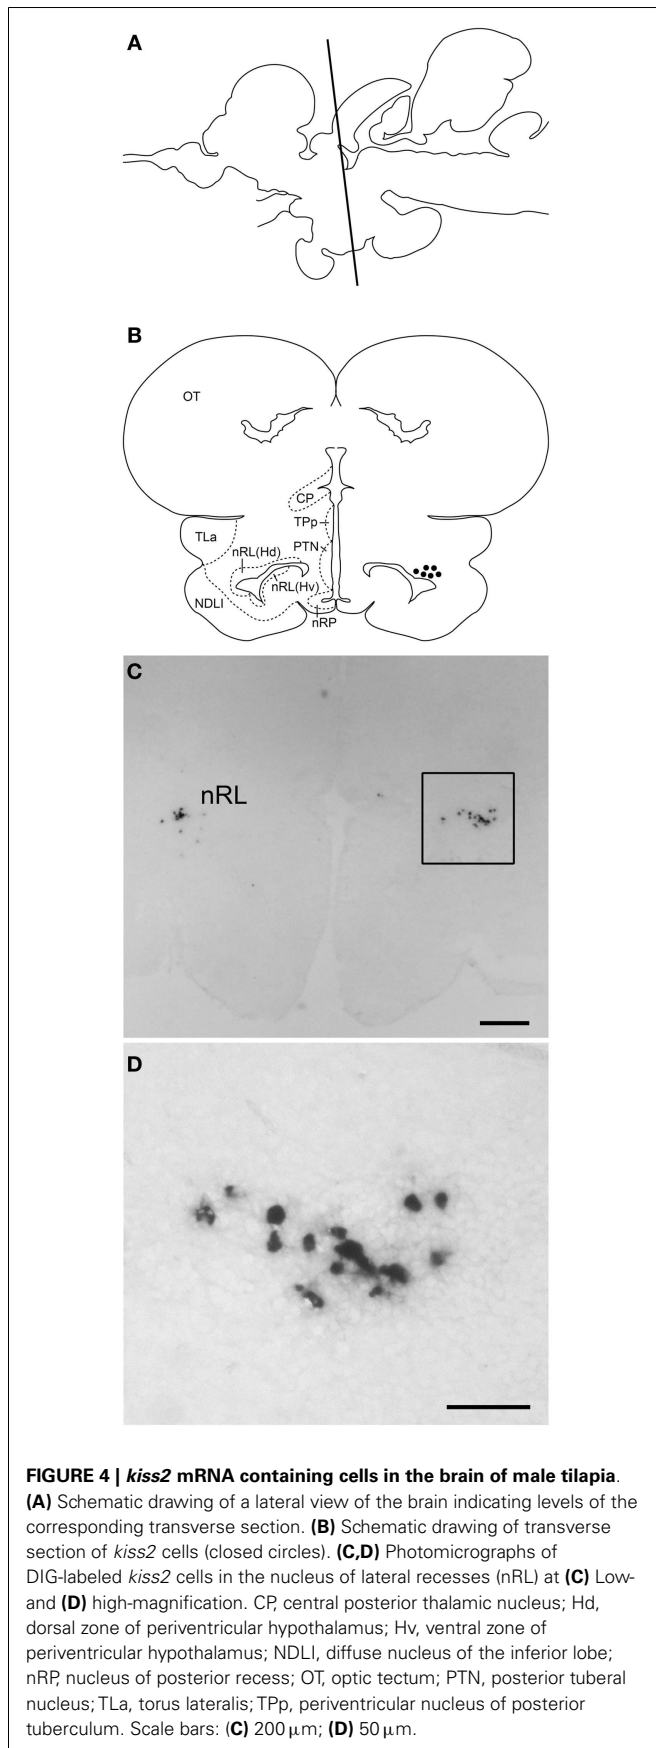 A
B
OT
CP
TPp
TLa
PTN
nRL(Hd)
nRL(Hv)
NDLI
nRP
C
nRL
D
FIGURE 4 | kiss2 mRNA containing cells in the brain of male tilapia.
(A) Schematic drawing of a lateral view of the brain indicating levels of the
corresponding transverse section. (B) Schematic drawing of transverse
section of kiss2 cells (closed circles). (C,D) Photomicrographs of
DIG-labeled kiss2 cells in the nucleus of lateral recesses (nRL) at (C) Low-
and (D) high-magnification. CP, central posterior thalamic nucleus; Hd,
dorsal zone of periventricular hypothalamus; Hv, ventral zone of
periventricular hypothalamus; NDLI, diffuse nucleus of the inferior lobe;
nRP, nucleus of posterior recess; OT, optic tectum; PTN, posterior tuberal
nucleus; TLa, torus lateralis; TPp, periventricular nucleus of posterior
tuberculum. Scale bars: (C) 200 μm; (D) 50 μm.